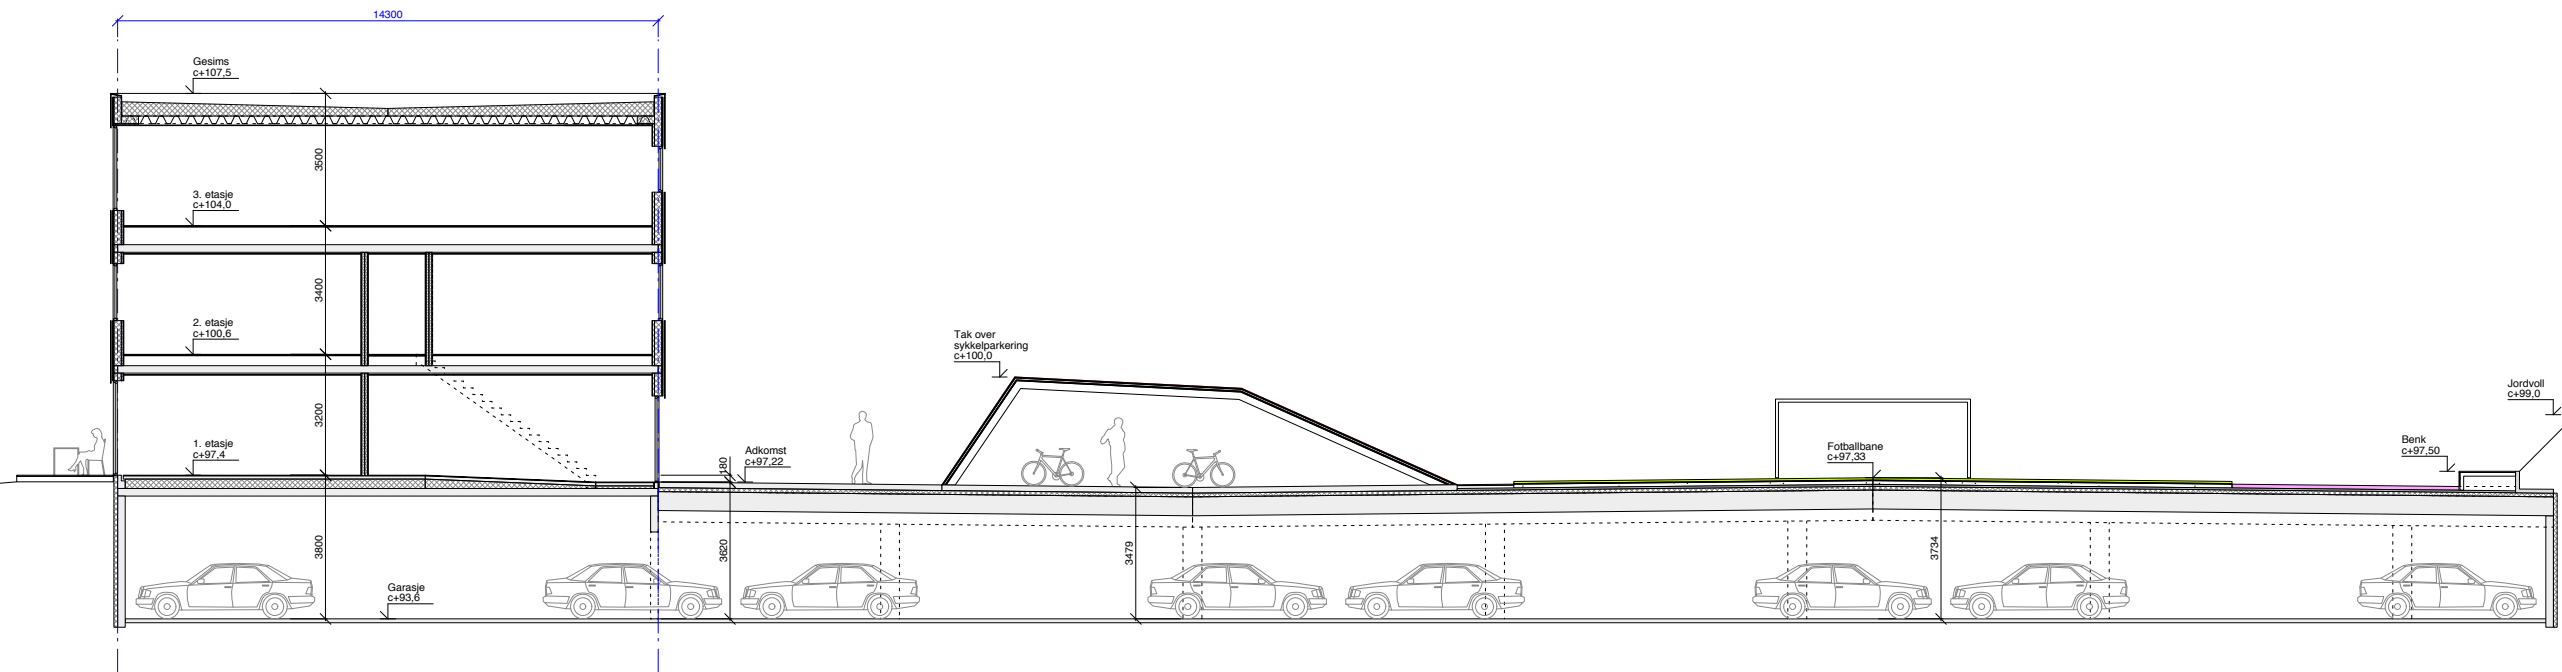 14300
Gesims
c+107,5
3500
3. etasje
c+104,0
3400
2. etasje
c+100,6
Tak over
sykkelparkering
c+100,0
Jordvoll
c+99,0
3200
1. etasje
c+97,4
180
Adkomst
c+97,22
Fotballbane
c+97,33
Benk
c+97,50
3800
3620
3479
3734
Garasje
c+93,6